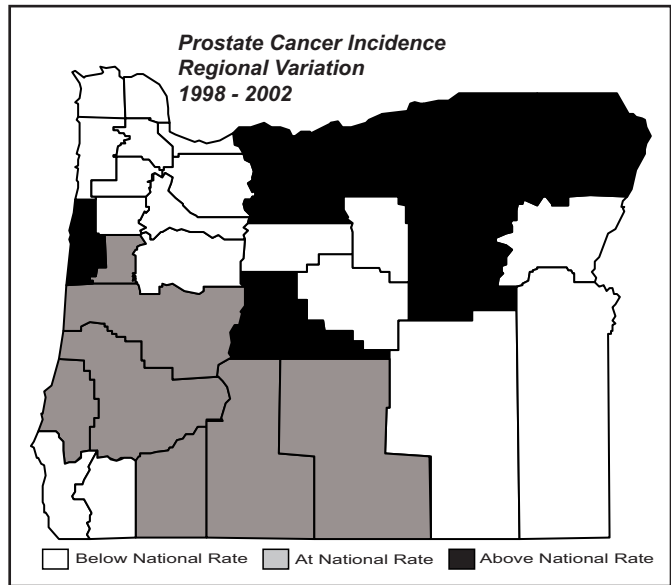 Prostate Cancer Incidence
Regional Variation
1998 - 2002
Below National Rate At National Rate Above National Rate